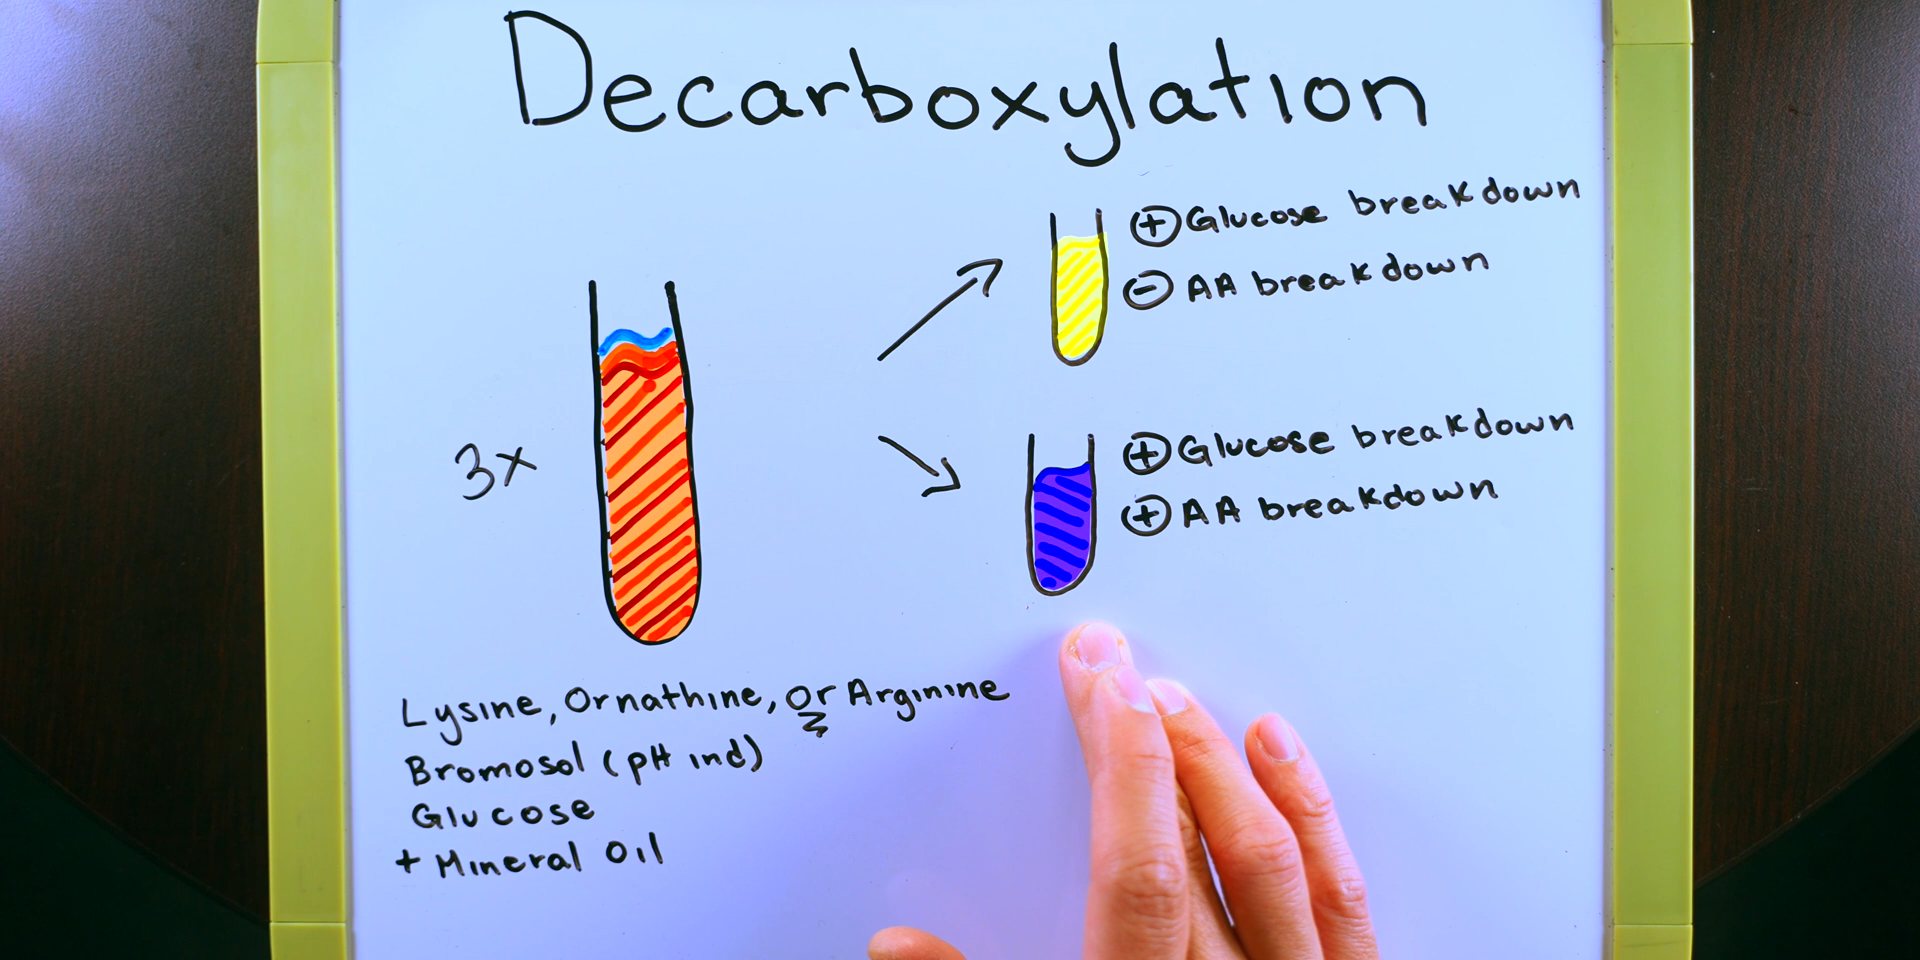 Decarboxylation
⊕ Glucose breakdown
⊖ AA breakdown
3x
⊕ Glucose breakdown
⊕ AA breakdown
Lysine, Ornathine, or Arginine
Bromosol (pH ind)
Glucose
+ Mineral Oil